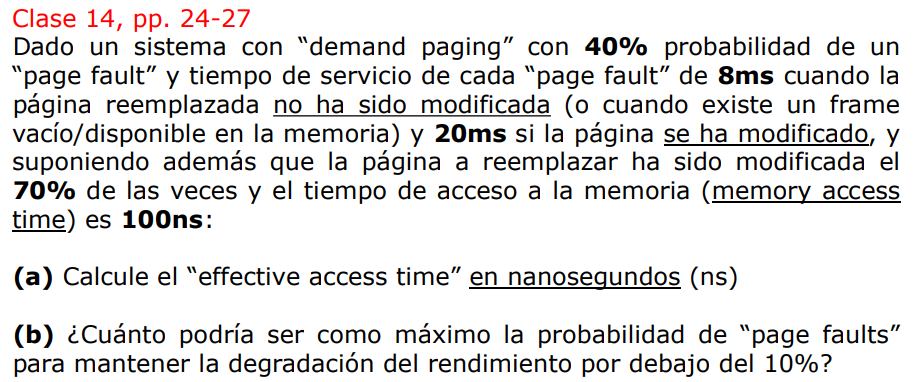 Clase 14, pp. 24-27
Dado un sistema con “demand paging” con 40% probabilidad de un
“page fault” y tiempo de servicio de cada “page fault” de 8ms cuando la
página reemplazada no ha sido modificada (o cuando existe un frame
vacío/disponible en la memoria) y 20ms si la página se ha modificado, y
suponiendo además que la página a reemplazar ha sido modificada el
70% de las veces y el tiempo de acceso a la memoria (memory access
time) es 100ns:
(a) Calcule el “effective access time” en nanosegundos (ns)
(b) ¿Cuánto podría ser como máximo la probabilidad de “page faults”
para mantener la degradación del rendimiento por debajo del 10%?